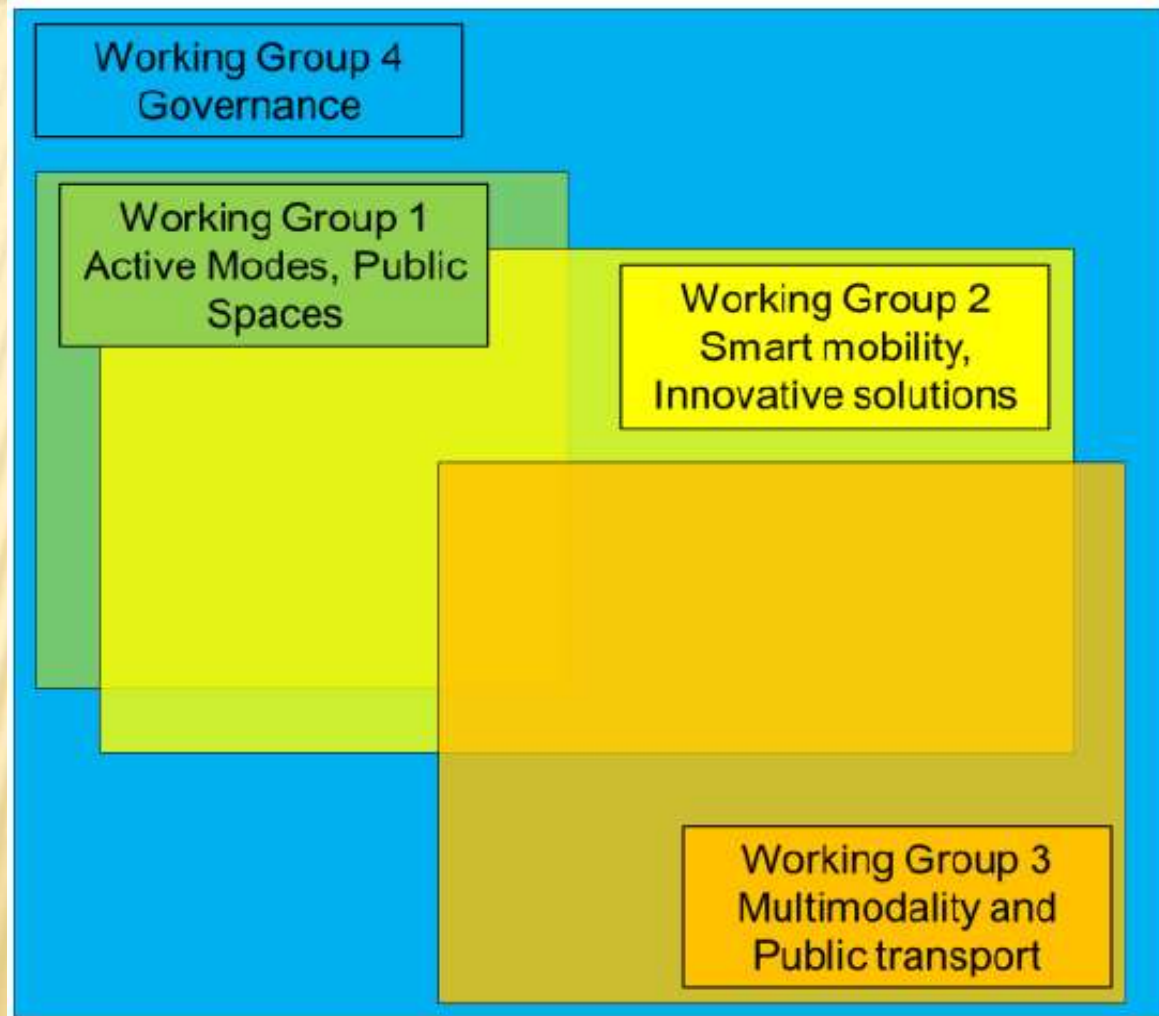 Working Group 4
Governance
Working Group 1
Active Modes, Public
Spaces
Working Group 2
Smart mobility,
Innovative solutions
Working Group 3
Multimodality and
Public transport